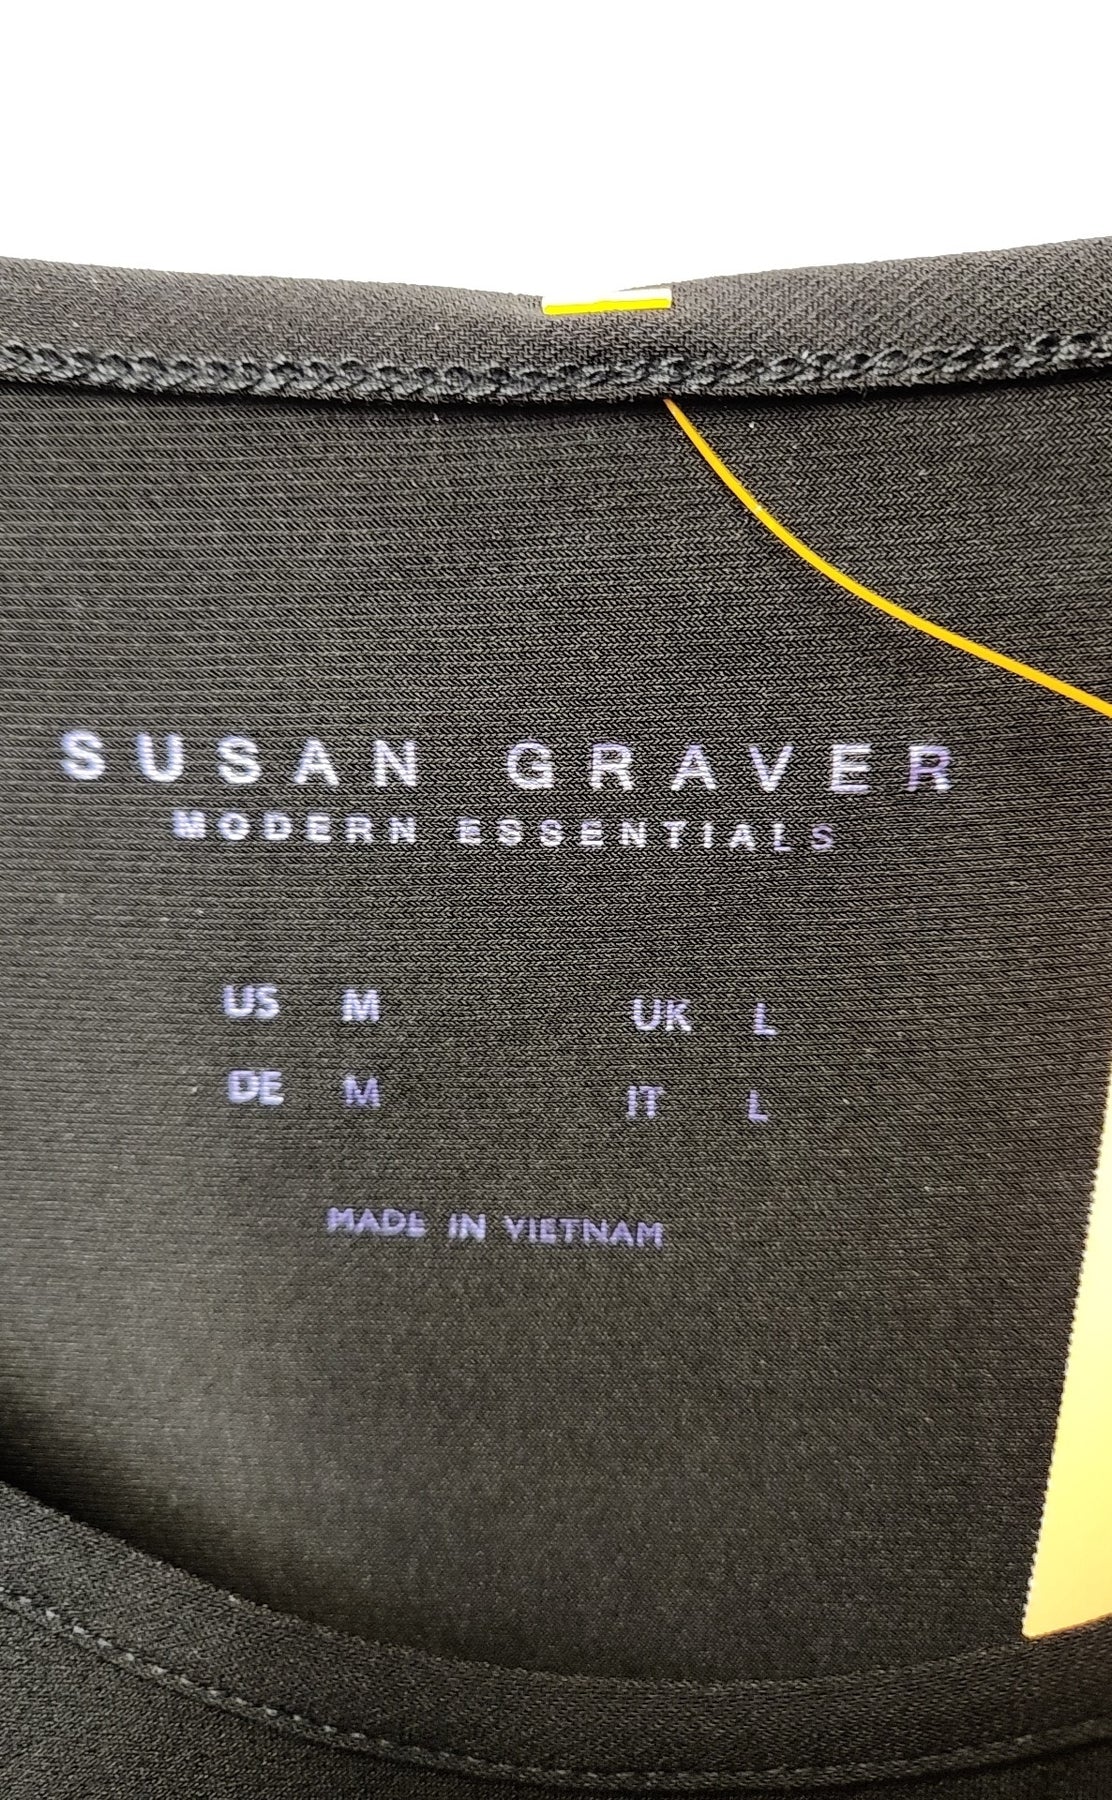 SUSAN GRAVER
MODERN ESSENTIALS
US M UK L
DE M IT L
MADE IN VIETNAM